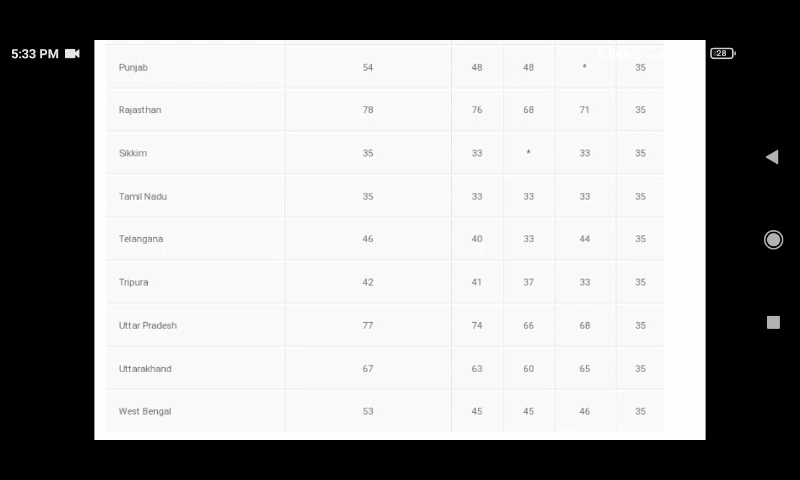 5:33 PM
28
Punjab 54 48 48 * 35
Rajasthan 78 76 68 71 35
Sikkim 35 33 * 33 35
Tamil Nadu 35 33 33 33 35
Telangana 46 40 33 44 35
Tripura 42 41 37 33 35
Uttar Pradesh 77 74 66 68 35
Uttarakhand 67 63 60 65 35
West Bengal 53 45 45 46 35